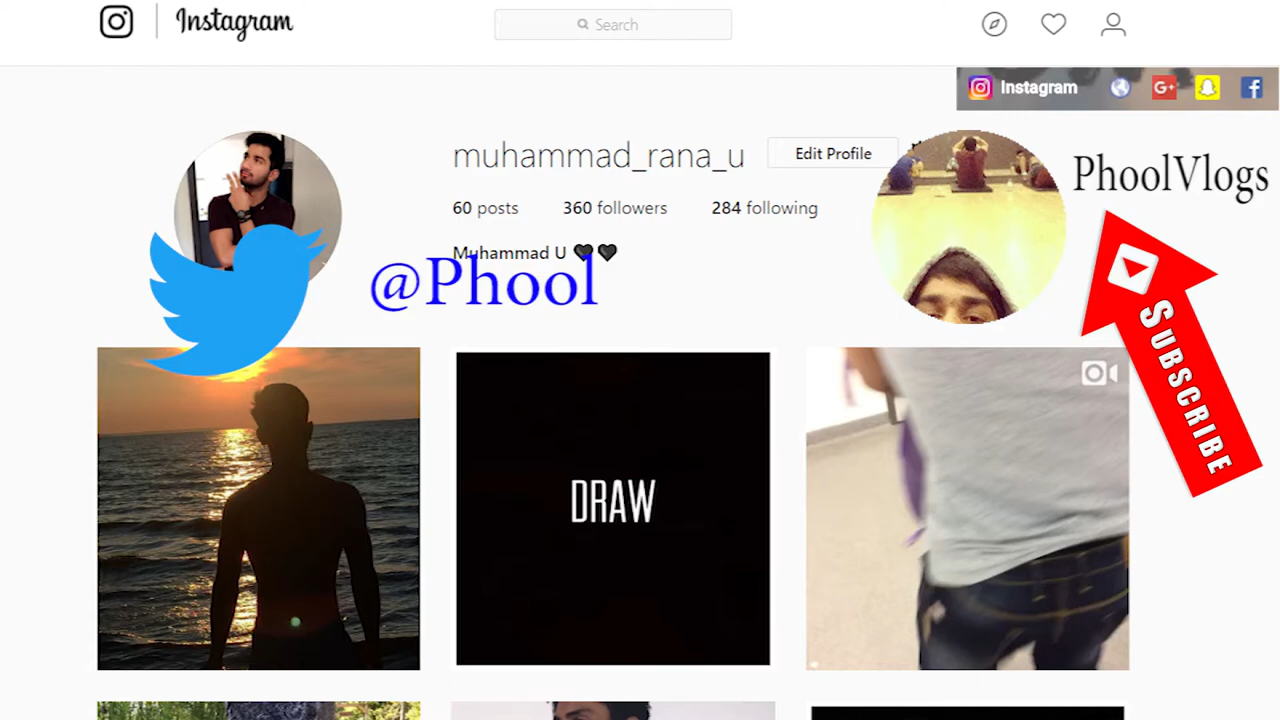 Instagram
Search
Instagram
G+
f
muhammad_rana_u
Edit Profile
PhoolVlogs
60 posts 360 followers 284 following
Muhammad U 🖤🖤
@Phool
SUBSCRIBE
DRAW